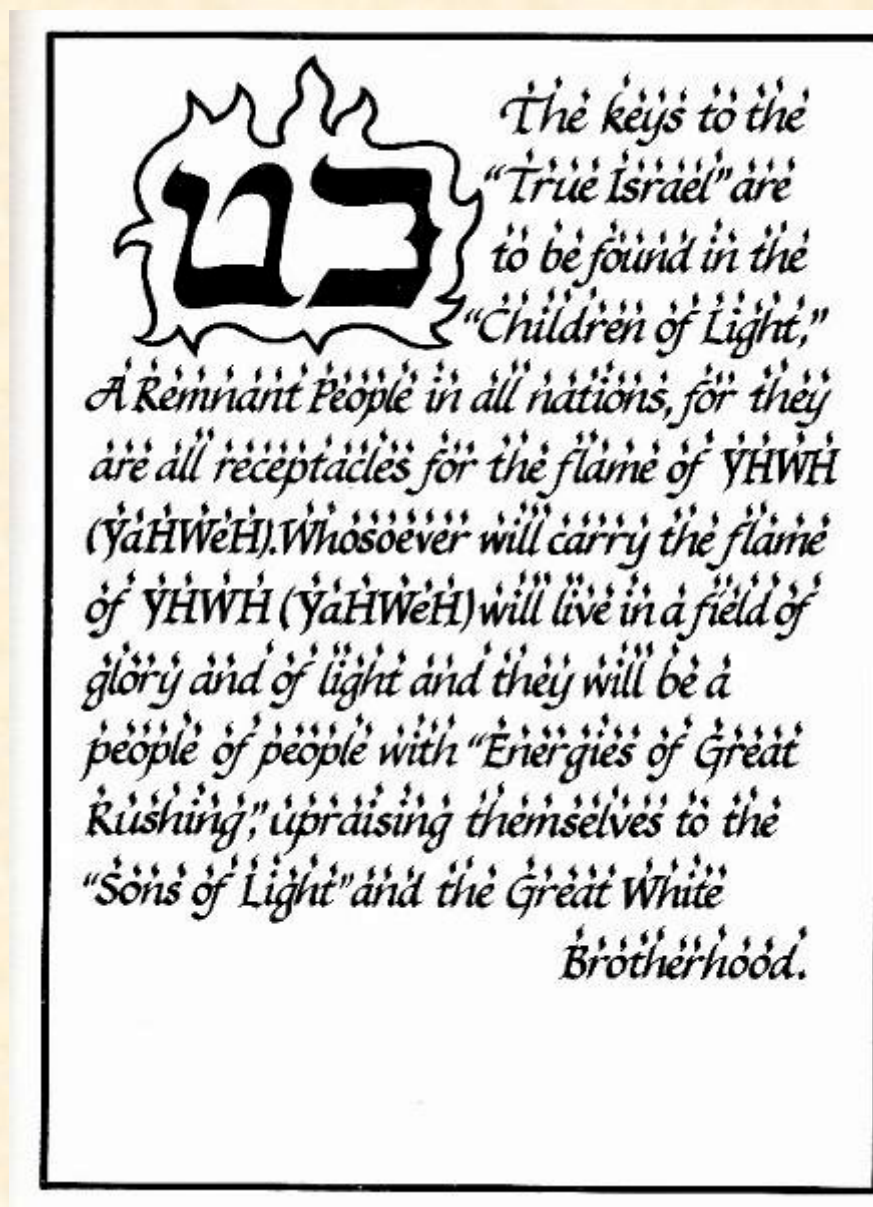 כט
The keys to the
"True Israel" are
to be found in the
"Children of Light,"
A Remnant People in all nations, for they
are all receptacles for the flame of YHWH
(YaHWeH). Whosoever will carry the flame
of YHWH (YaHWeH) will live in a field of
glory and of light and they will be a
people of people with "Energies of Great
Rushing," upraising themselves to the
"Sons of Light" and the Great White
Brotherhood.